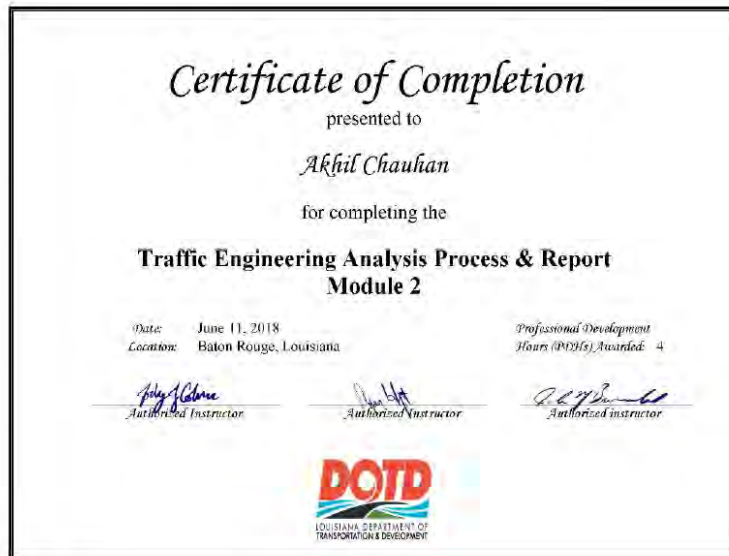 Certificate of Completion
presented to
Akhil Chauhan
for completing the
Traffic Engineering Analysis Process & Report
Module 2
Date: June 11, 2018
Location: Baton Rouge, Louisiana
Professional Development
Hours (PDHs) Awarded: 4
Authorized Instructor
Authorized Instructor
Authorized instructor
DOTD
LOUISIANA DEPARTMENT OF
TRANSPORTATION & DEVELOPMENT